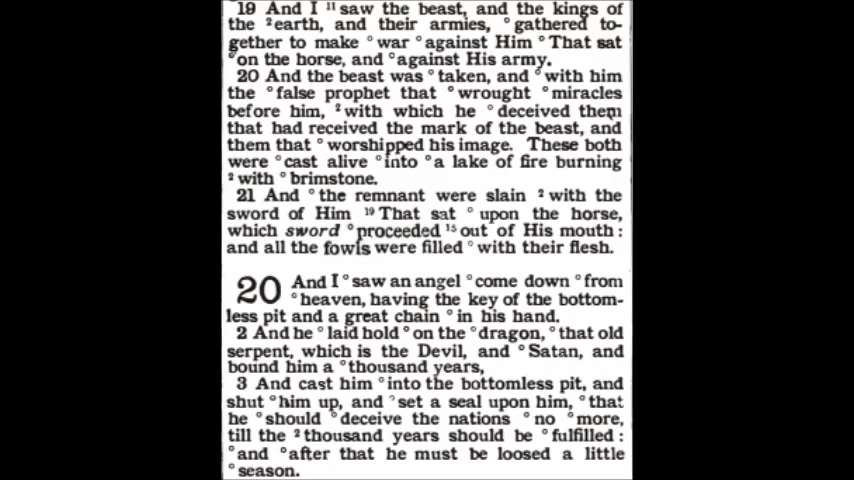 19 And I ¹¹ saw the beast, and the kings of
the ² earth, and their armies, ° gathered to-
gether to make ° war ° against Him ° That sat
° on the horse, and ° against His army.
20 And the beast was ° taken, and ° with him
the ° false prophet that ° wrought ° miracles
before him, ² with which he ° deceived them
that had received the mark of the beast, and
them that ° worshipped his image. These both
were ° cast alive ° into ° a lake of fire burning
² with ° brimstone.
21 And ° the remnant were slain ² with the
sword of Him ¹⁹ That sat ° upon the horse,
which sword ° proceeded ¹⁵ out of His mouth :
and all the fowls were filled ° with their flesh.
20 And I ° saw an angel ° come down ° from
° heaven, having the key of the bottom-
less pit and a great chain ° in his hand.
2 And he ° laid hold ° on the ° dragon, ° that old
serpent, which is the Devil, and ° Satan, and
bound him a ° thousand years,
3 And cast him ° into the bottomless pit, and
shut ° him up, and ° set a seal upon him, ° that
he ° should ° deceive the nations ° no ° more,
till the ² thousand years should be ° fulfilled :
° and ° after that he must be loosed a little
° season.